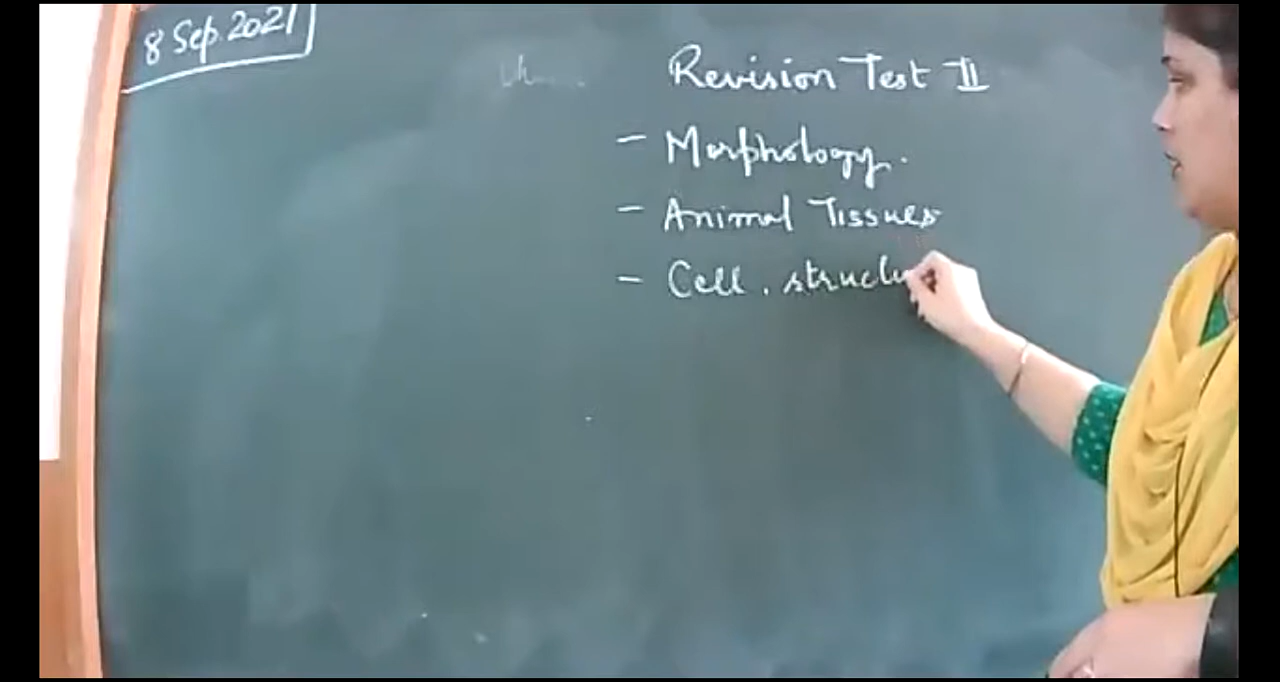 8 Sep. 2021
Revision Test II
- Morphology.
- Animal Tissues
- Cell. structu